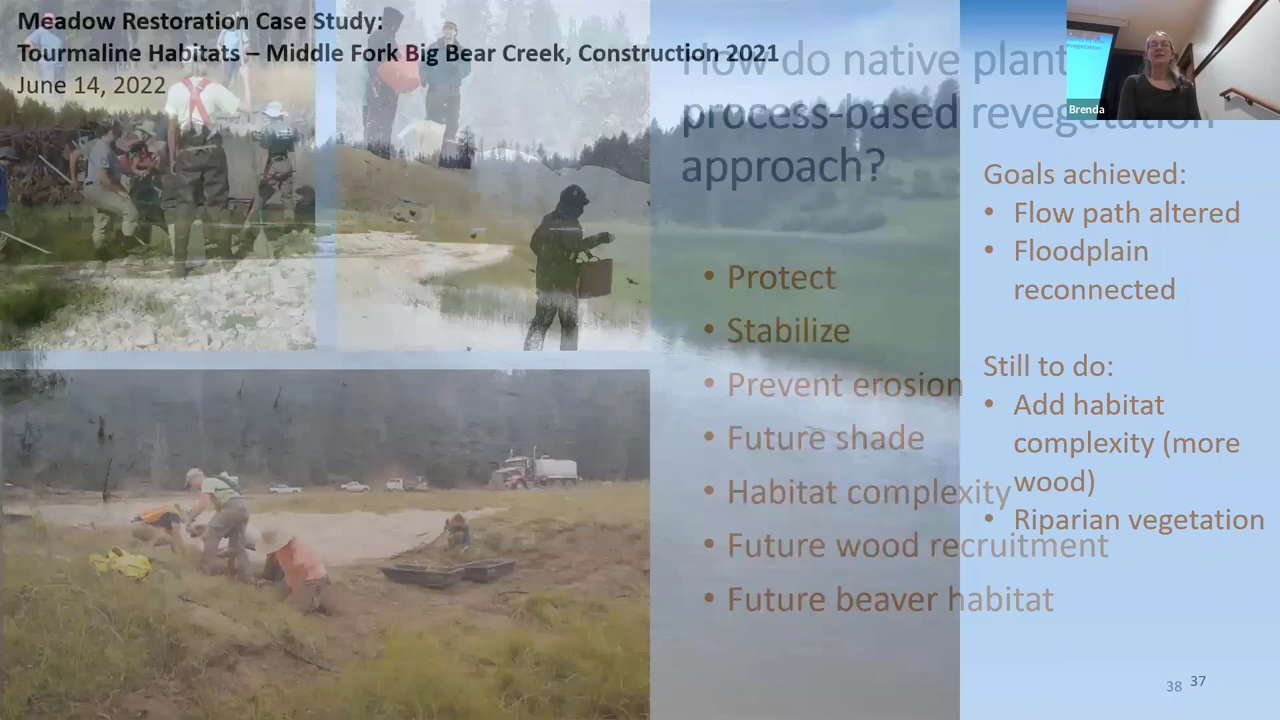 Meadow Restoration Case Study:
Tourmaline Habitats – Middle Fork Big Bear Creek, Construction 2021
June 14, 2022
How do native plant
process-based revegetation
approach?
Brenda
• Protect
• Stabilize
• Prevent erosion
• Future shade
• Habitat complexity
• Future wood recruitment
• Future beaver habitat
Goals achieved:
• Flow path altered
• Floodplain
reconnected
Still to do:
• Add habitat
complexity (more
wood)
• Riparian vegetation
38 37